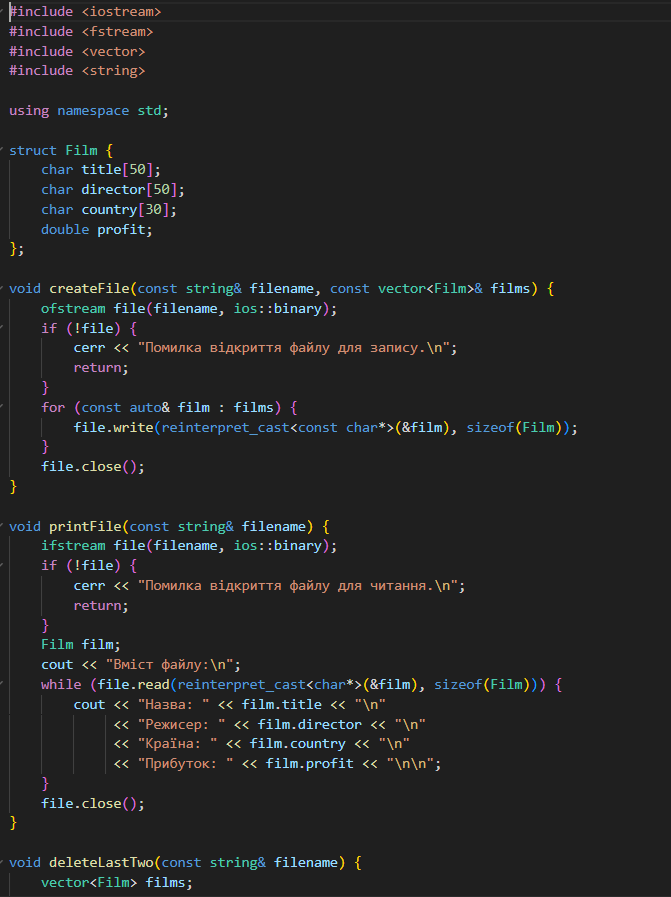 #include <iostream>
#include <fstream>
#include <vector>
#include <string>

using namespace std;

struct Film {
    char title[50];
    char director[50];
    char country[30];
    double profit;
};

void createFile(const string& filename, const vector<Film>& films) {
    ofstream file(filename, ios::binary);
    if (!file) {
        cerr << "Помилка відкриття файлу для запису.\n";
        return;
    }
    for (const auto& film : films) {
        file.write(reinterpret_cast<const char*>(&film), sizeof(Film));
    }
    file.close();
}

void printFile(const string& filename) {
    ifstream file(filename, ios::binary);
    if (!file) {
        cerr << "Помилка відкриття файлу для читання.\n";
        return;
    }
    Film film;
    cout << "Вміст файлу:\n";
    while (file.read(reinterpret_cast<char*>(&film), sizeof(Film))) {
        cout << "Назва: " << film.title << "\n"
             << "Режисер: " << film.director << "\n"
             << "Країна: " << film.country << "\n"
             << "Прибуток: " << film.profit << "\n\n";
    }
    file.close();
}

void deleteLastTwo(const string& filename) {
    vector<Film> films;